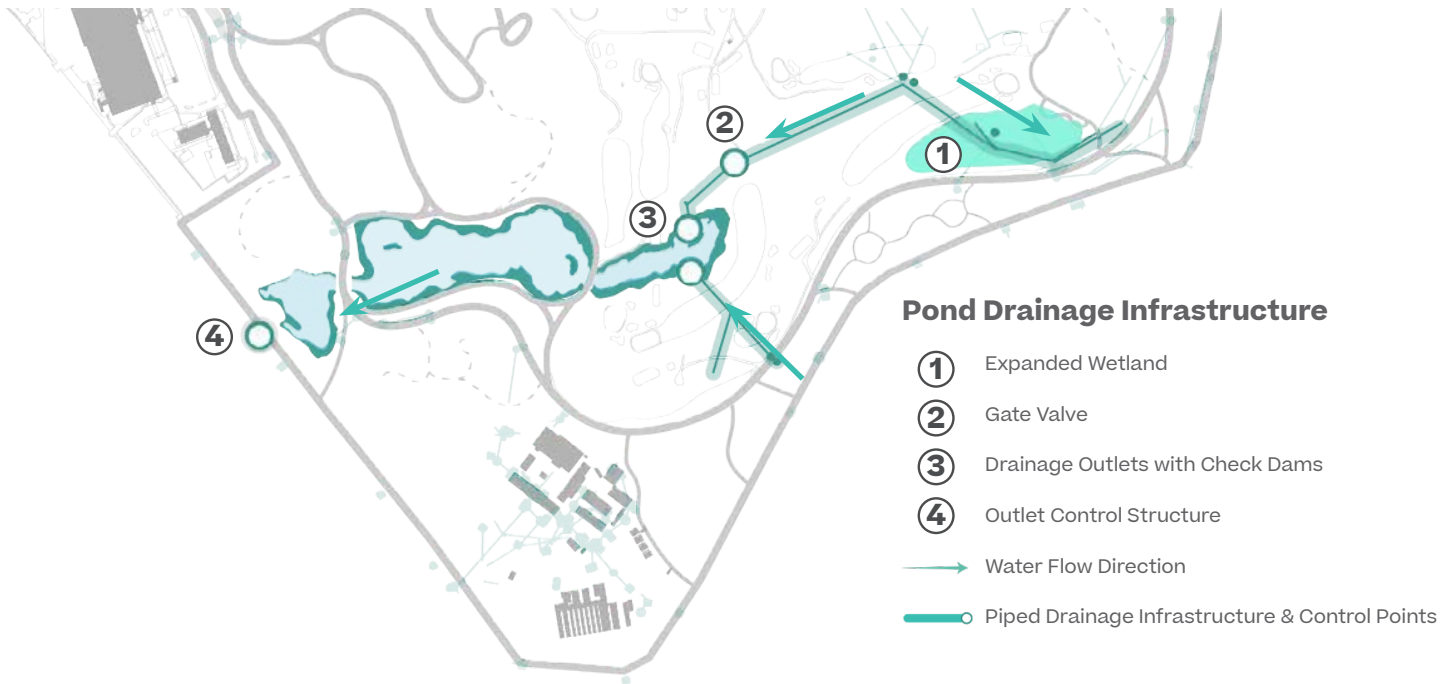 2
1
3
4
Pond Drainage Infrastructure
1 Expanded Wetland
2 Gate Valve
3 Drainage Outlets with Check Dams
4 Outlet Control Structure
Water Flow Direction
Piped Drainage Infrastructure & Control Points